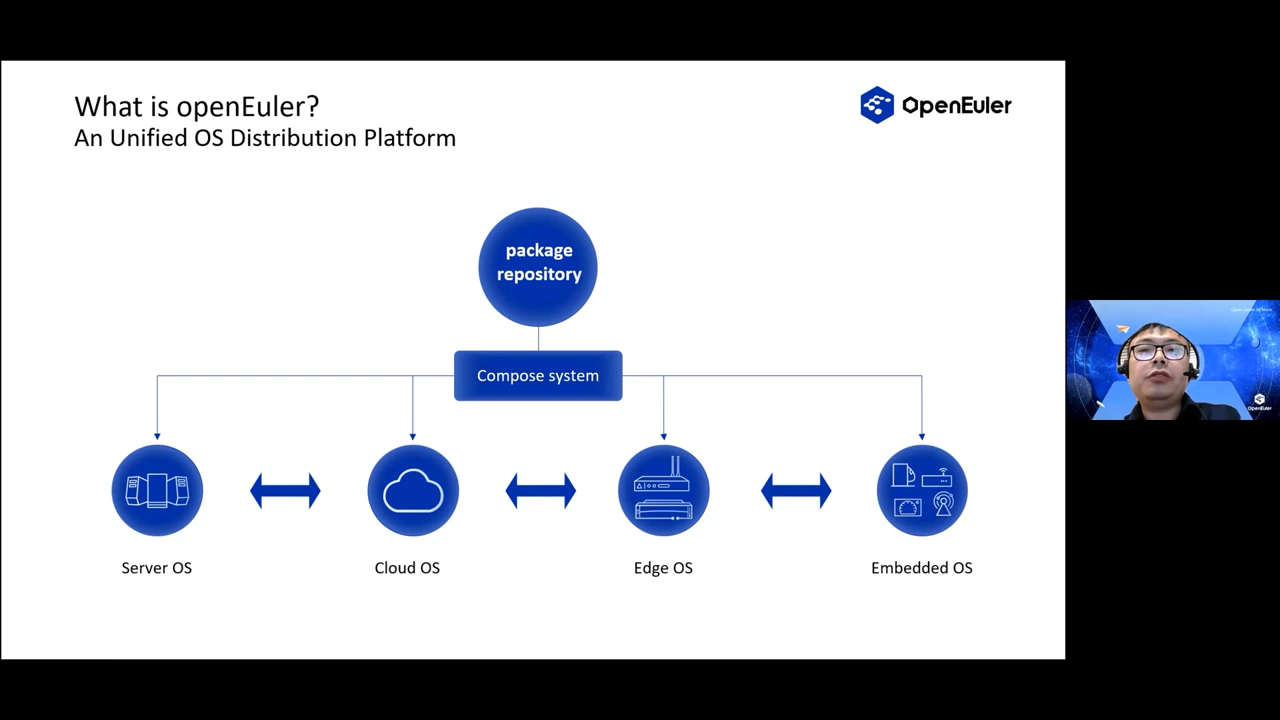 What is openEuler?
An Unified OS Distribution Platform
OpenEuler
package
repository
Compose system
Server OS
Cloud OS
Edge OS
Embedded OS
OpenEuler